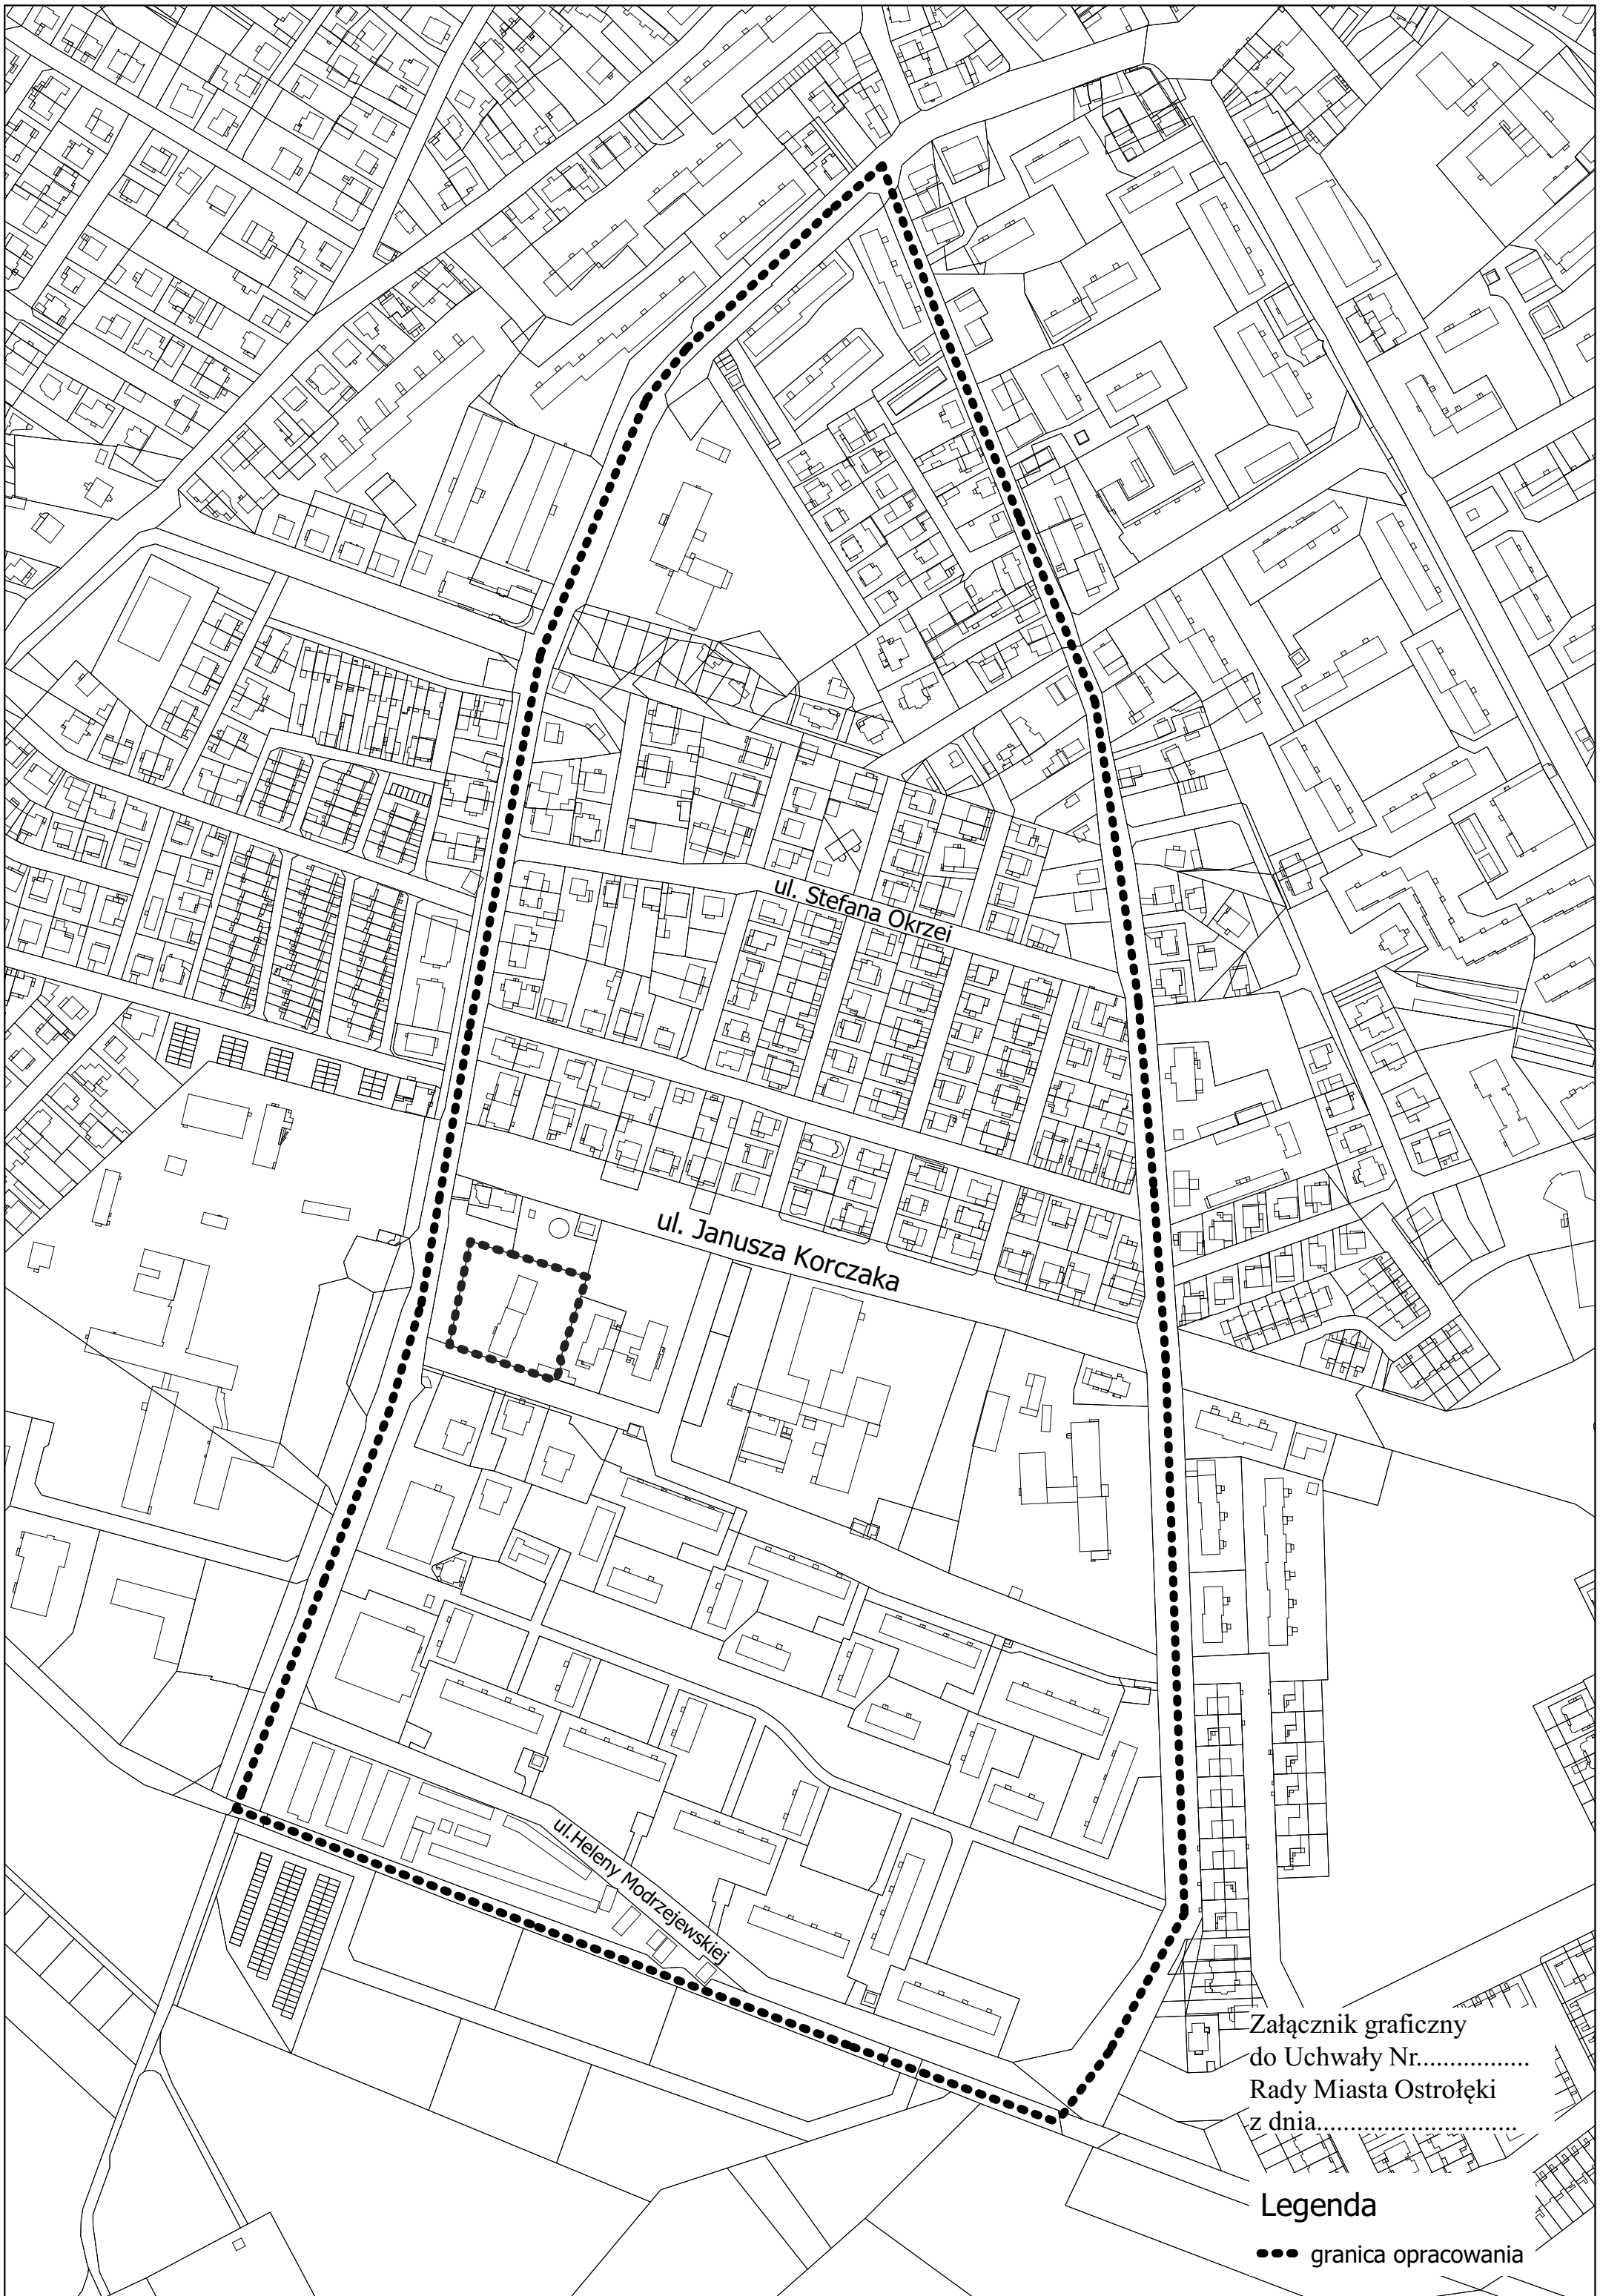 ul. Stefana Okrzei
ul. Janusza Korczaka
ul.Heleny Modrzejewskiej
Załącznik graficzny
do Uchwały Nr.................
Rady Miasta Ostrołęki
z dnia..............................
Legenda
granica opracowania